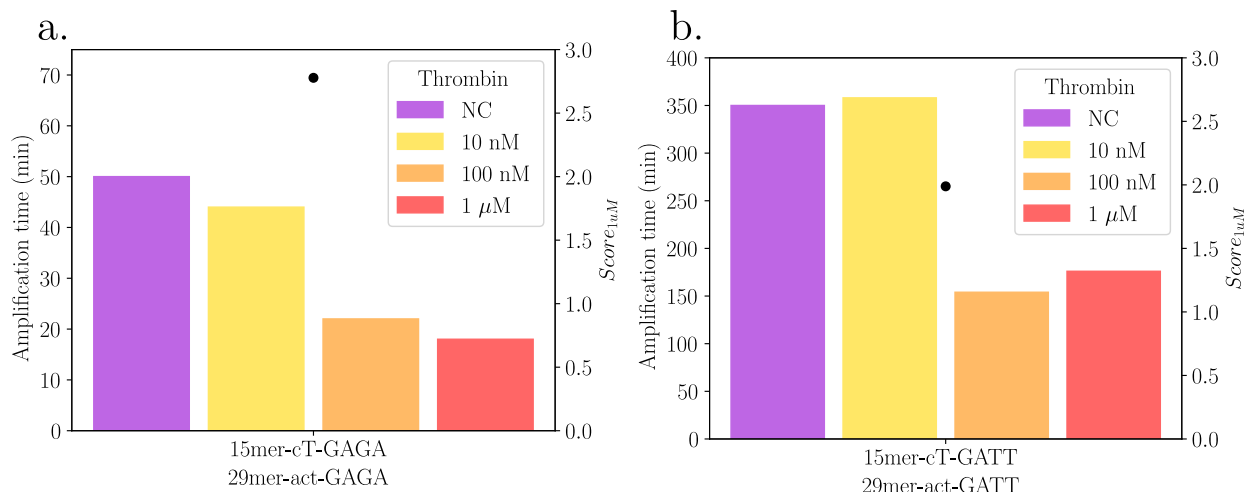 a.
Amplification time (min)
70
60
50
40
30
20
10
0
3.0
2.5
2.0
1.5
1.0
0.5
0.0
Score1uM
Thrombin
NC
10 nM
100 nM
1 μM
15mer-cT-GAGA
29mer-act-GAGA
b.
Amplification time (min)
400
350
300
250
200
150
100
50
0
3.0
2.5
2.0
1.5
1.0
0.5
0.0
Score1uM
Thrombin
NC
10 nM
100 nM
1 μM
15mer-cT-GATT
29mer-act-GATT